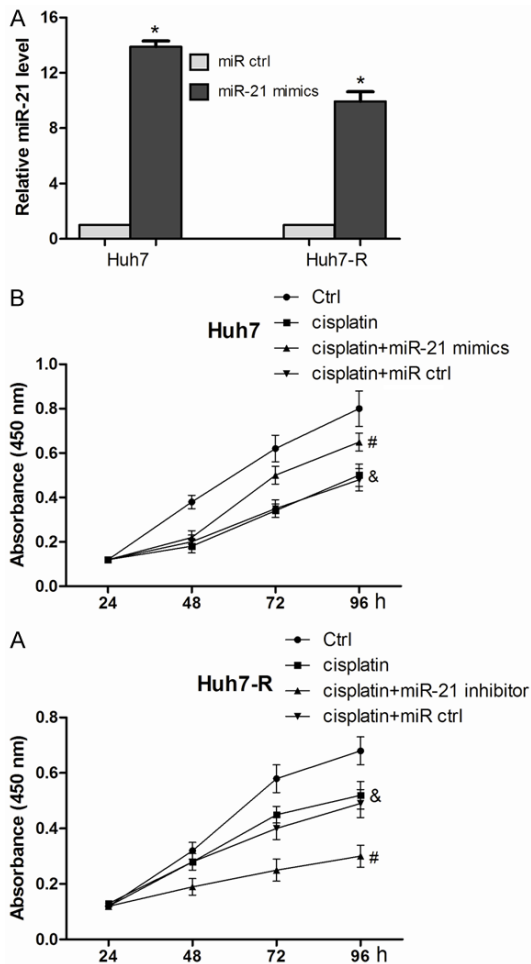 A
Relative miR-21 level
16
12
8
4
0
* *
miR ctrl
miR-21 mimics
Huh7 Huh7-R
B
Huh7
Ctrl
cisplatin
cisplatin+miR-21 mimics
cisplatin+miR ctrl
Absorbance (450 nm)
1.0
0.8
0.6
0.4
0.2
0.0
#
&
24 48 72 96 h
A
Huh7-R
Ctrl
cisplatin
cisplatin+miR-21 inhibitor
cisplatin+miR ctrl
Absorbance (450 nm)
0.8
0.6
0.4
0.2
0.0
&
#
24 48 72 96 h